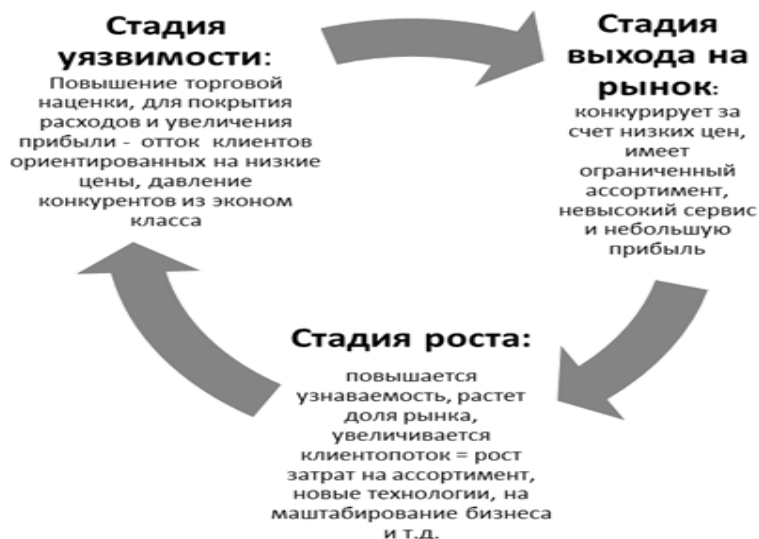 Стадия
уязвимости:
Повышение торговой
наценки, для покрытия
расходов и увеличения
прибыли - отток клиентов
ориентированных на низкие
цены, давление
конкурентов из эконом
класса
Стадия
выхода на
рынок:
конкурирует за
счет низких цен,
имеет
ограниченный
ассортимент,
невысокий сервис
и небольшую
прибыль
Стадия роста:
повышается
узнаваемость, растет
доля рынка,
увеличивается
клиентопоток = рост
затрат на ассортимент,
новые технологии, на
маштабирование бизнеса
и т.д.